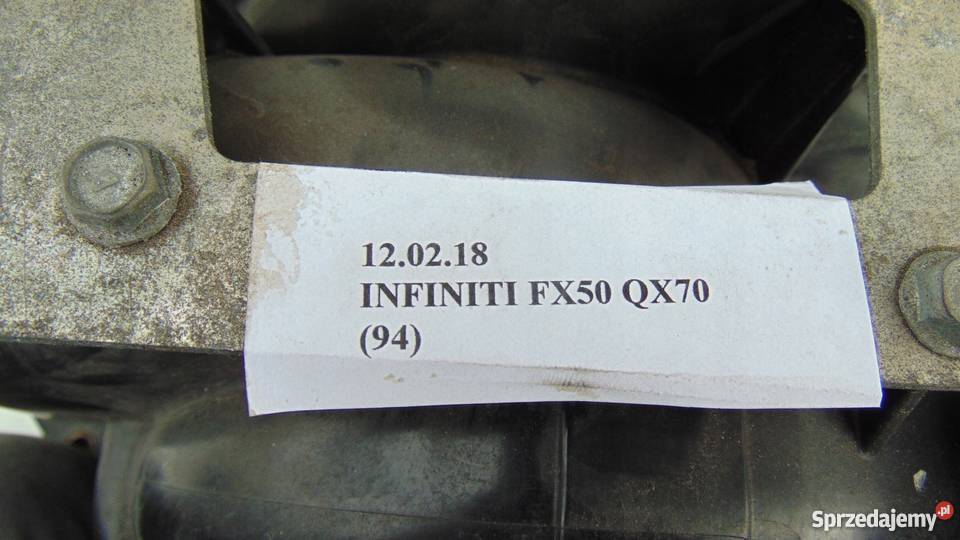 12.02.18
INFINITI FX50 QX70
(94)
Sprzedajemy.pl